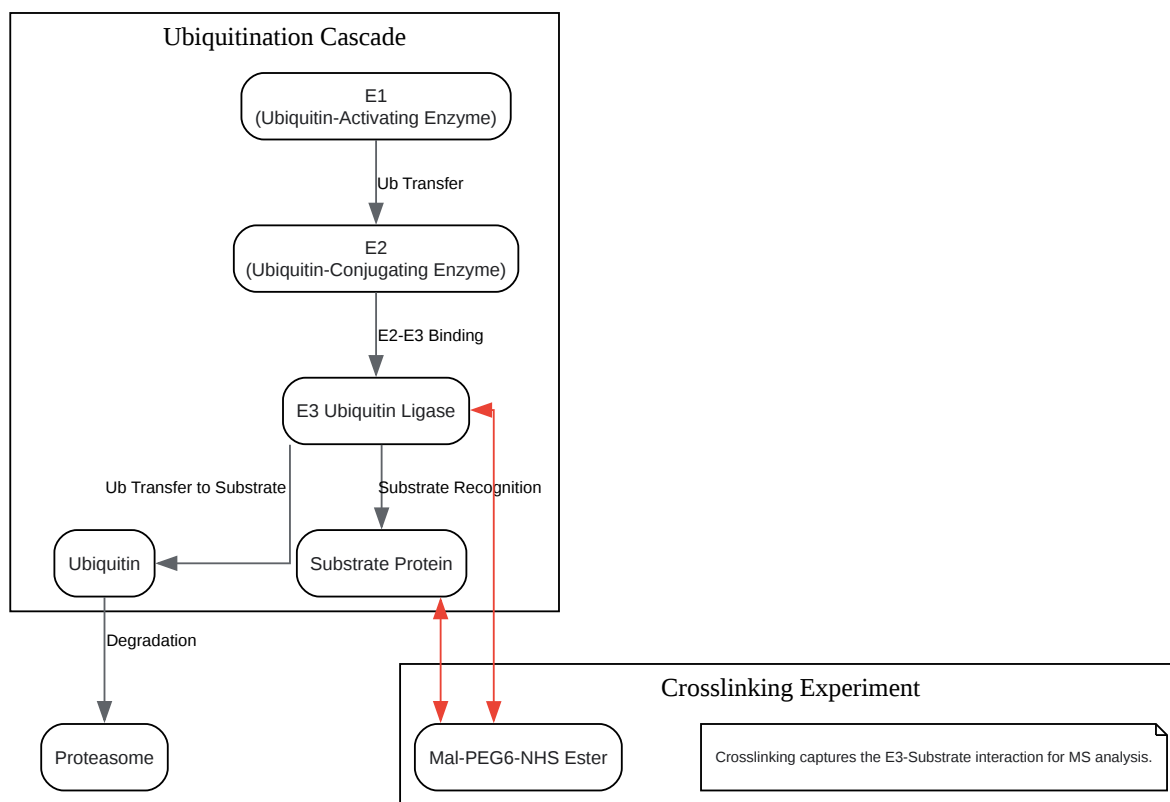 Ubiquitination Cascade
E1
(Ubiquitin-Activating Enzyme)
Ub Transfer
E2
(Ubiquitin-Conjugating Enzyme)
E2-E3 Binding
E3 Ubiquitin Ligase
Ub Transfer to Substrate
Substrate Recognition
Ubiquitin
Substrate Protein
Degradation
Crosslinking Experiment
Proteasome
Mal-PEG6-NHS Ester
Crosslinking captures the E3-Substrate interaction for MS analysis.